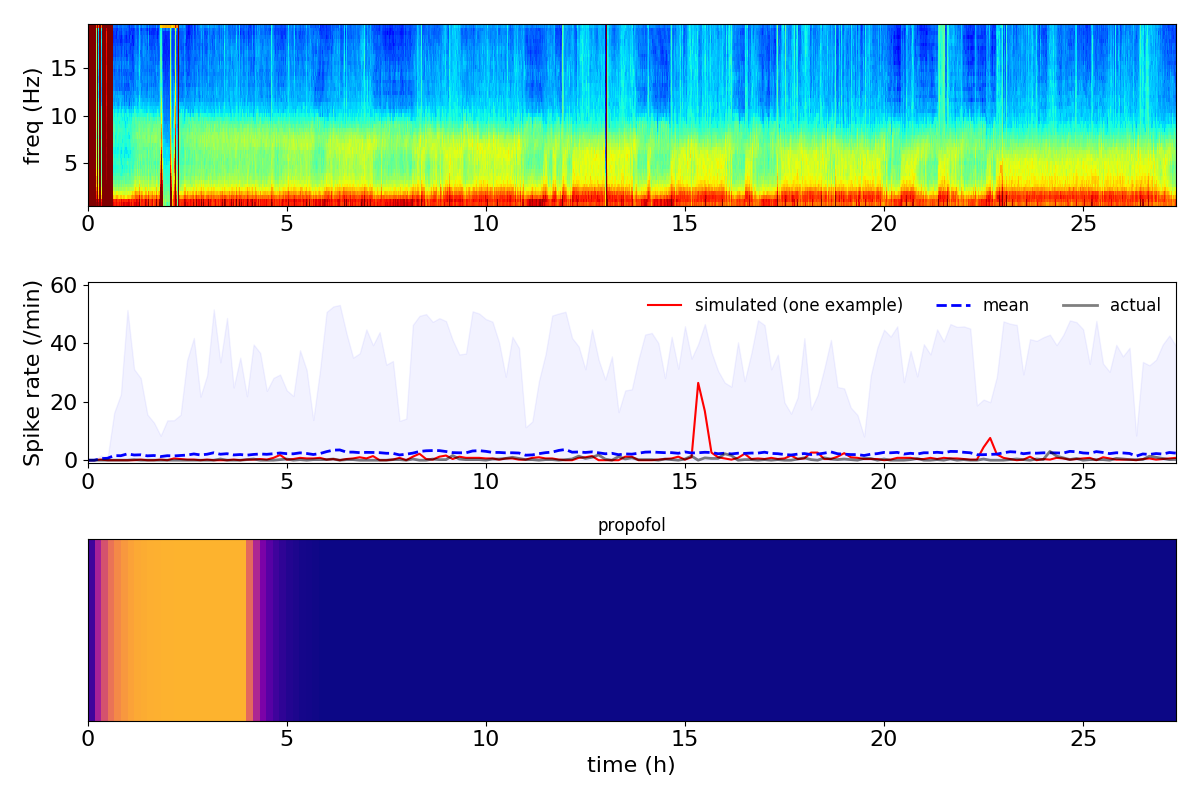 freq (Hz)
15
10
5
0 5 10 15 20 25
Spike rate (/min)
60
40
20
0
simulated (one example) mean actual
0 5 10 15 20 25
propofol
0 5 10 15 20 25
time (h)